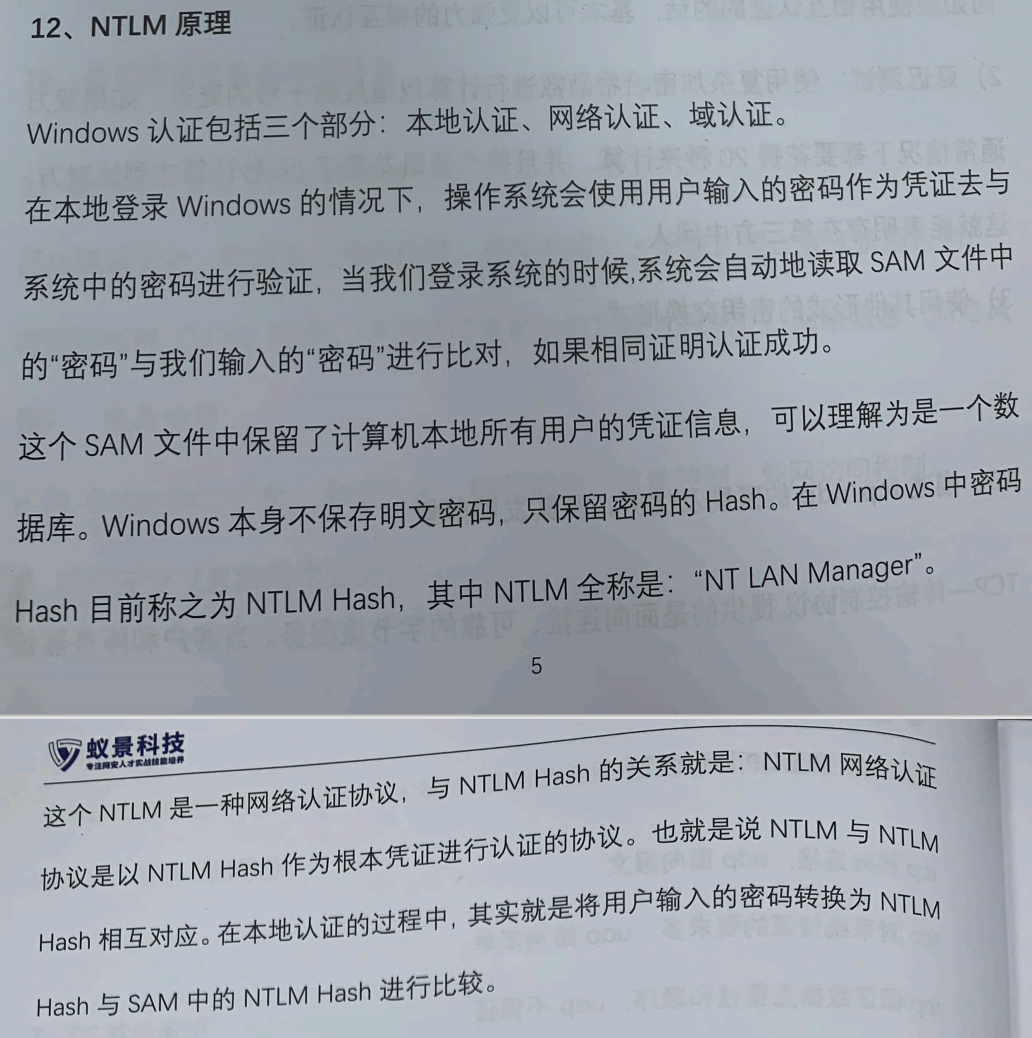 12、NTLM 原理
Windows 认证包括三个部分：本地认证、网络认证、域认证。
在本地登录 Windows 的情况下，操作系统会使用用户输入的密码作为凭证去与
系统中的密码进行验证，当我们登录系统的时候,系统会自动地读取 SAM 文件中
的“密码”与我们输入的“密码”进行比对，如果相同证明认证成功。
这个 SAM 文件中保留了计算机本地所有用户的凭证信息，可以理解为是一个数
据库。Windows 本身不保存明文密码，只保留密码的 Hash。在 Windows 中密码
Hash 目前称之为 NTLM Hash，其中 NTLM 全称是：“NT LAN Manager”。
5
蚁景科技
专注网安人才实战技能培养
这个 NTLM 是一种网络认证协议，与 NTLM Hash 的关系就是：NTLM 网络认证
协议是以 NTLM Hash 作为根本凭证进行认证的协议。也就是说 NTLM 与 NTLM
Hash 相互对应。在本地认证的过程中，其实就是将用户输入的密码转换为 NTLM
Hash 与 SAM 中的 NTLM Hash 进行比较。